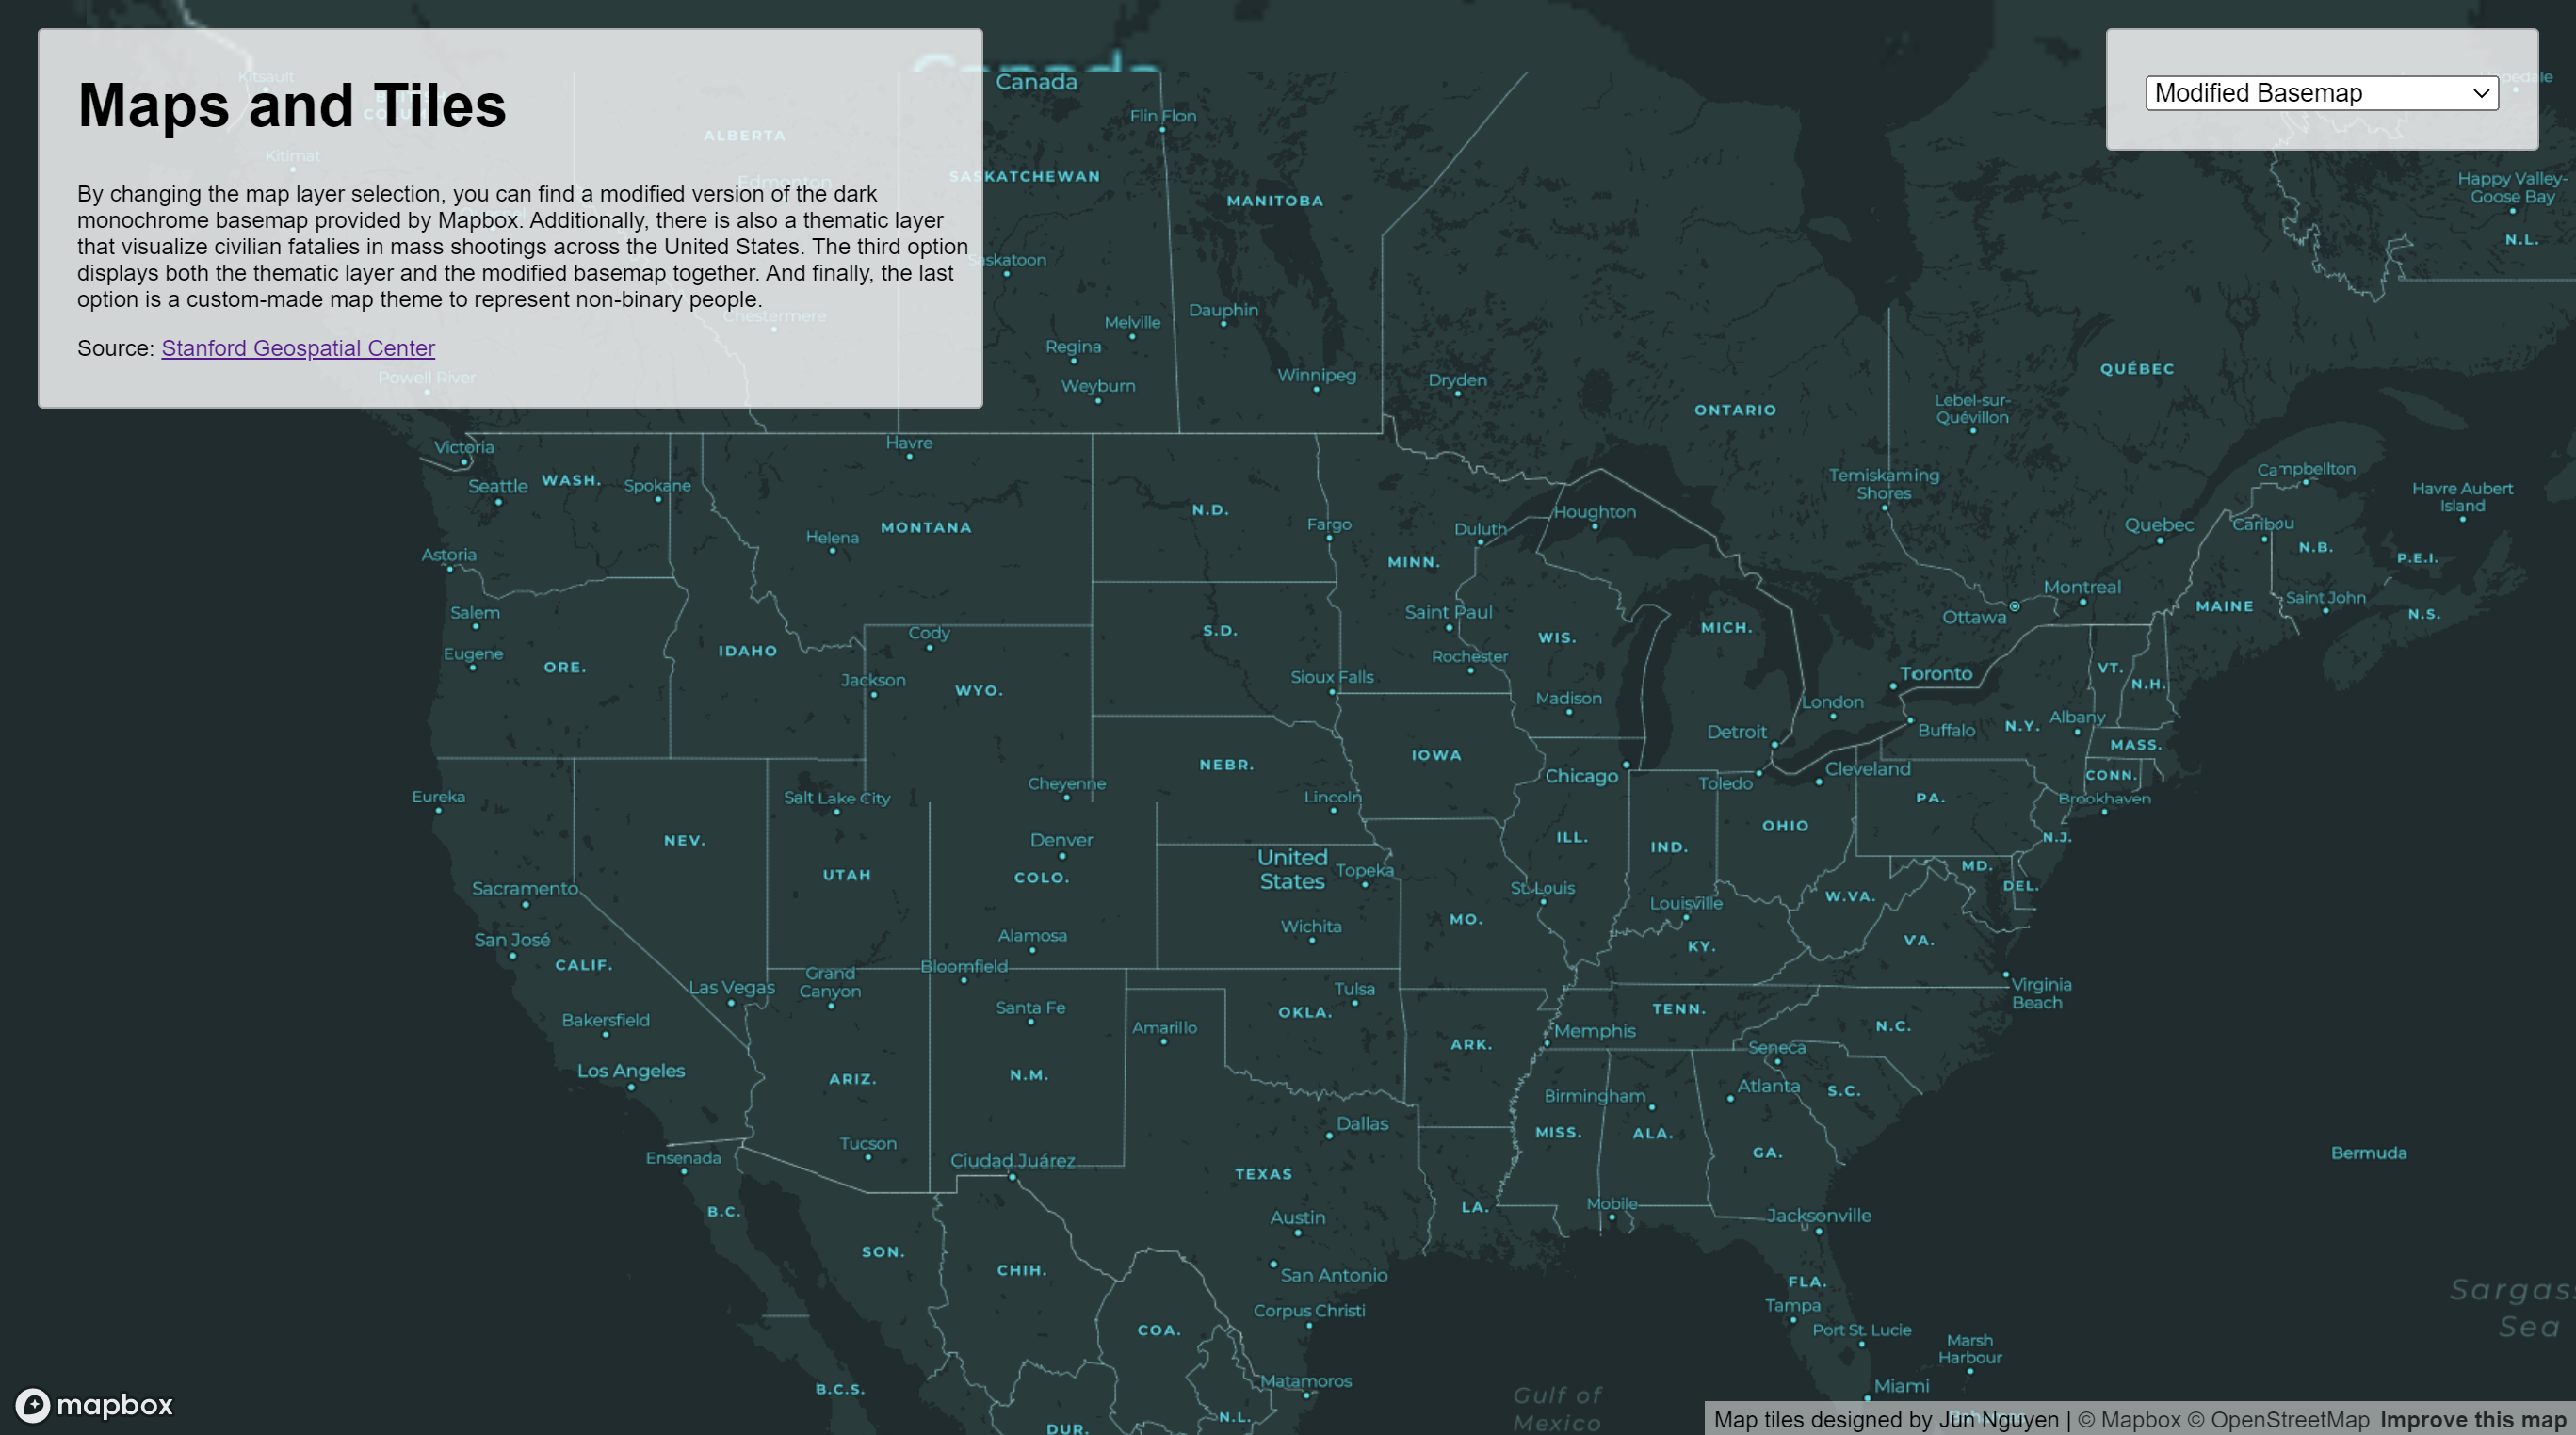 Maps and Tiles
By changing the map layer selection, you can find a modified version of the dark
monochrome basemap provided by Mapbox. Additionally, there is also a thematic layer
that visualize civilian fatalies in mass shootings across the United States. The third option
displays both the thematic layer and the modified basemap together. And finally, the last
option is a custom-made map theme to represent non-binary people.
Source: Stanford Geospatial Center
Modified Basemap
Kitsault
ALBERTA
Kitimat
Edmonton
Chestermere
Powell River
Canada
Canada
Flin Flon
SASKATCHEWAN
MANITOBA
Saskatoon
Dauphin
Melville
Regina
Weyburn
Winnipeg
Dryden
ONTARIO
QUÉBEC
Lebel-sur-
Quévillon
Happy Valley-
Goose Bay
N.L.
Temiskaming
Shores
Campbellton
Havre Aubert
Island
Quebec
Caribou
N.B.
P.E.I.
Montreal
Ottawa
MAINE
Saint John
N.S.
Victoria
Seattle
WASH.
Spokane
Havre
MONTANA
Helena
N.D.
Fargo
Duluth
Houghton
MINN.
Astoria
Salem
Eugene
ORE.
IDAHO
Cody
Jackson
WYO.
S.D.
Sioux Falls
Saint Paul
Rochester
WIS.
MICH.
Madison
Toronto
London
Detroit
Buffalo
N.Y.
Albany
VT.
N.H.
MASS.
CONN.
Brookhaven
Eureka
Salt Lake City
Cheyenne
NEBR.
Lincoln
IOWA
Chicago
Toledo
Cleveland
PA.
N.J.
NEV.
UTAH
Denver
COLO.
United
States
Topeka
ILL.
IND.
OHIO
MD.
DEL.
W.VA.
Sacramento
San José
CALIF.
Alamosa
Wichita
MO.
St. Louis
Louisville
KY.
VA.
Las Vegas
Grand
Canyon
Bloomfield
Santa Fe
Amarillo
Tulsa
OKLA.
Virginia
Beach
Bakersfield
Los Angeles
ARIZ.
N.M.
ARK.
Memphis
TENN.
N.C.
Seneca
Atlanta
S.C.
Birmingham
MISS.
ALA.
GA.
Tucson
Ensenada
Ciudad Juárez
Dallas
TEXAS
LA.
Mobile
Jacksonville
Bermuda
B.C.
SON.
CHIH.
Austin
San Antonio
Corpus Christi
COA.
FLA.
Tampa
Port St. Lucie
Marsh
Harbour
Miami
Sargass
Sea
B.C.S.
DUR.
N.L.
Matamoros
Gulf of
Mexico
mapbox
Map tiles designed by Jun Nguyen | © Mapbox © OpenStreetMap Improve this map